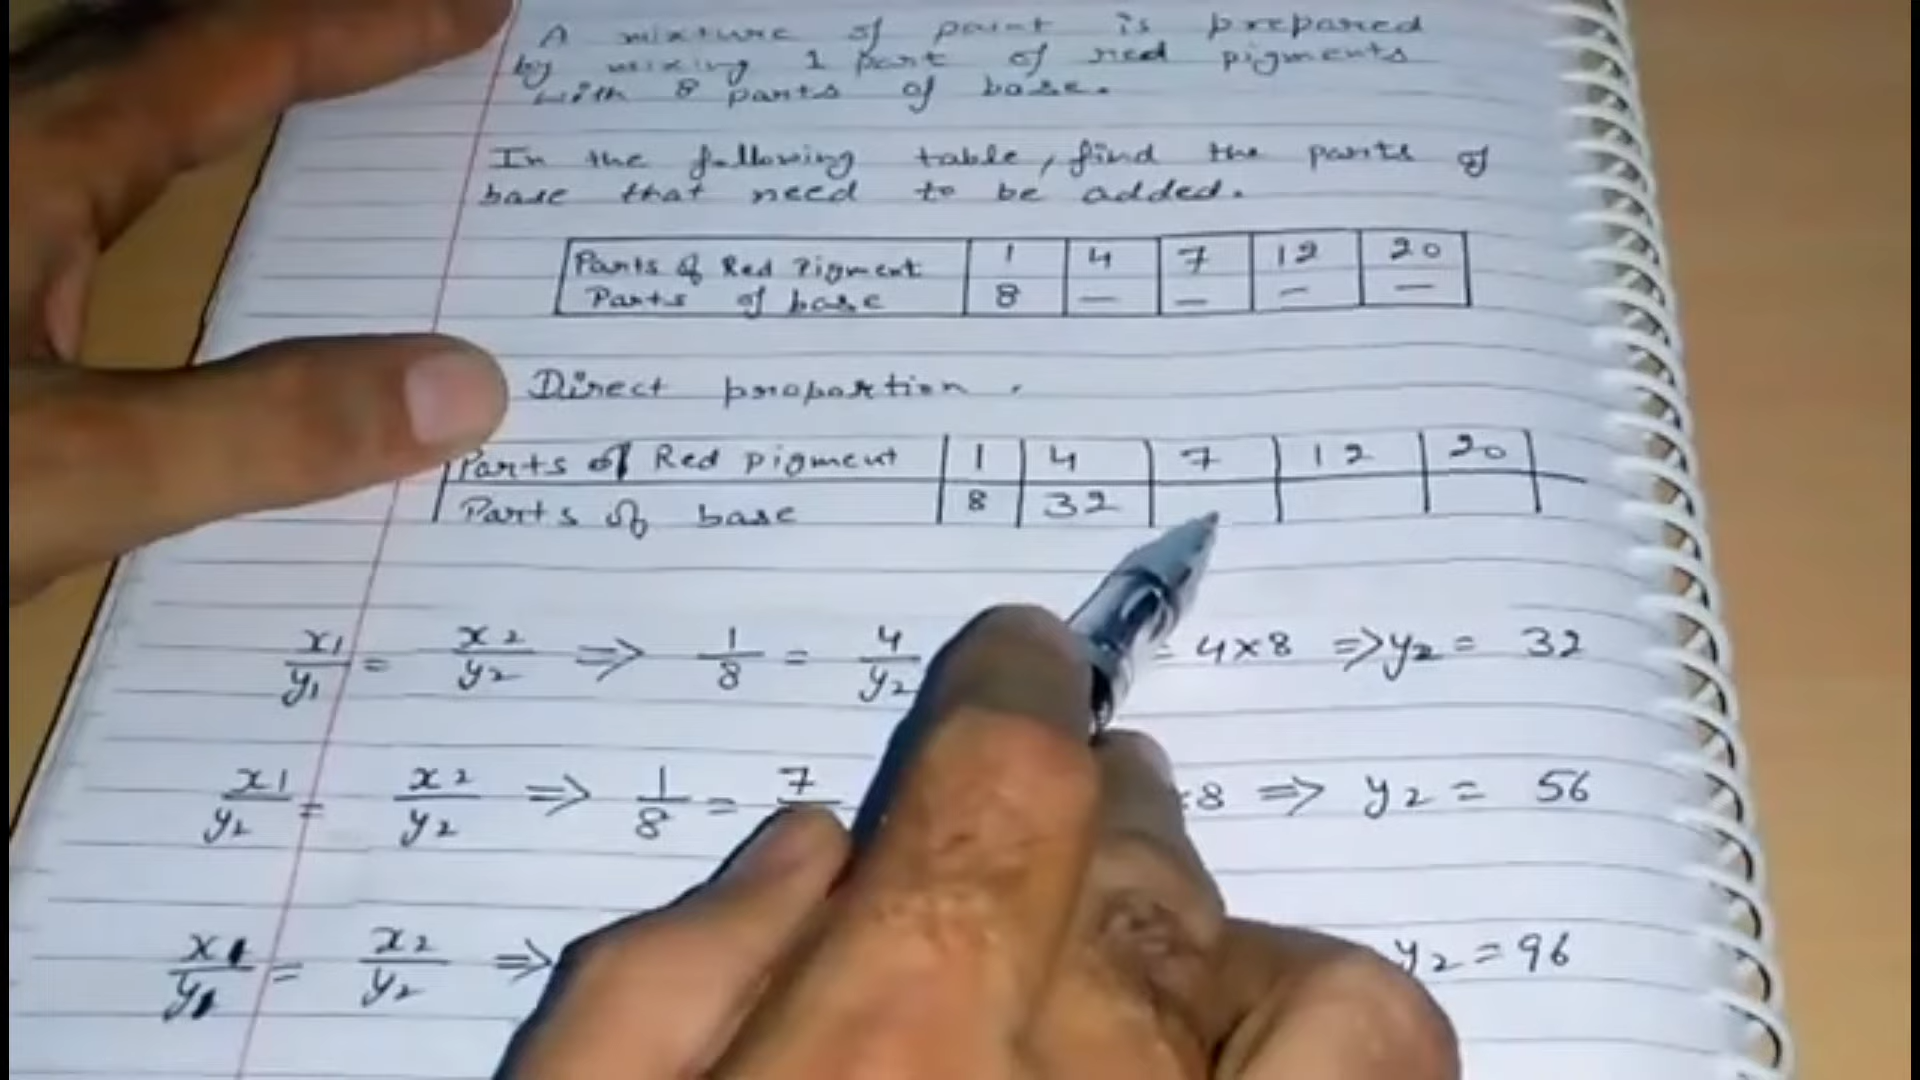 A mixture of paint is prepared
by mixing 1 part of red pigments
with 8 parts of base.
In the following table, find the parts of
base that need to be added.
Parts of Red Pigment 1 4 7 12 20
Parts of base 8 — — — —
Direct proportion.
Parts of Red pigment 1 4 7 12 20
Parts of base 8 32
x1/y1 = x2/y2 ⇒ 1/8 = 4/y2 = 4×8 ⇒ y2 = 32
x1/y2 = x2/y2 ⇒ 1/8 = 7 ×8 ⇒ y2 = 56
x1/y1 = x2/y2 ⇒ y2 = 96